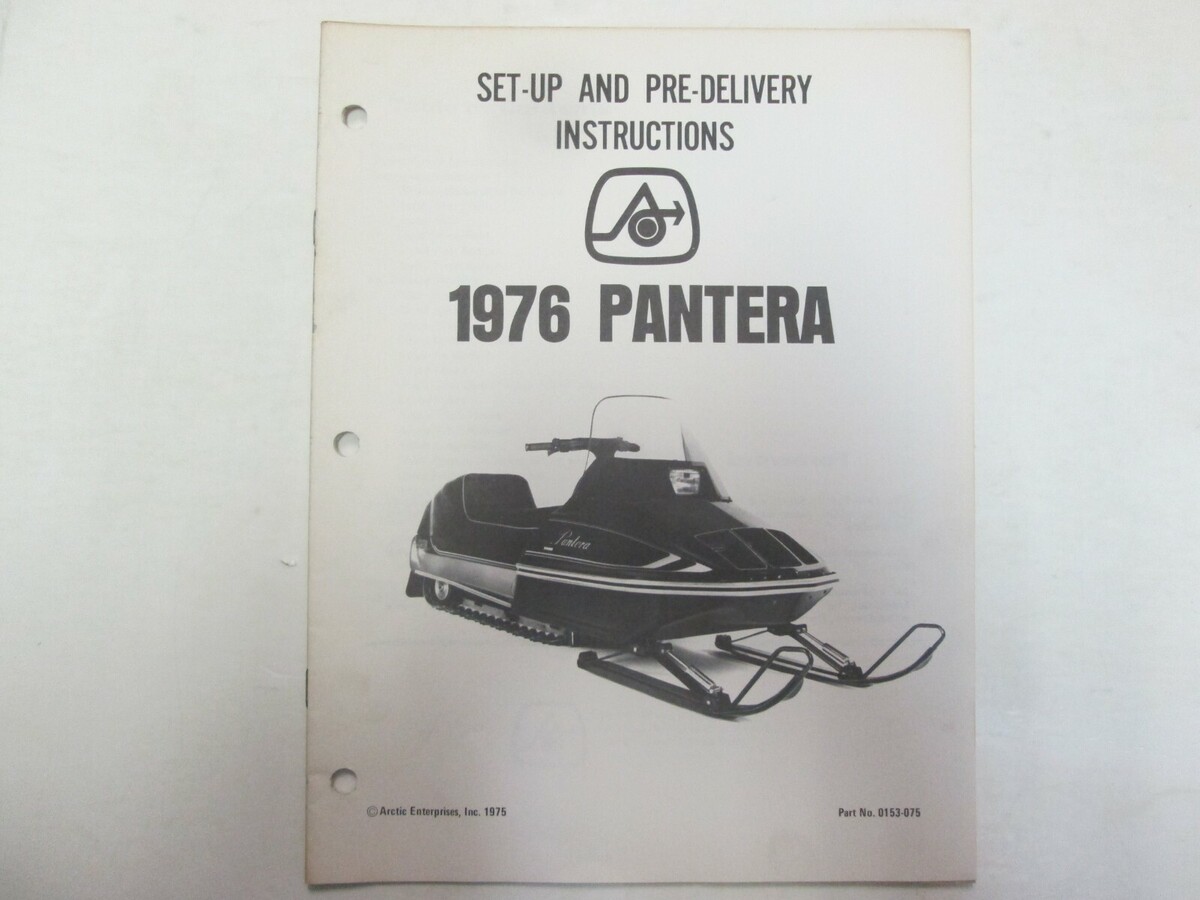 SET-UP AND PRE-DELIVERY
INSTRUCTIONS
1976 PANTERA
Pantera
© Arctic Enterprises, Inc. 1975
Part No. 0153-075